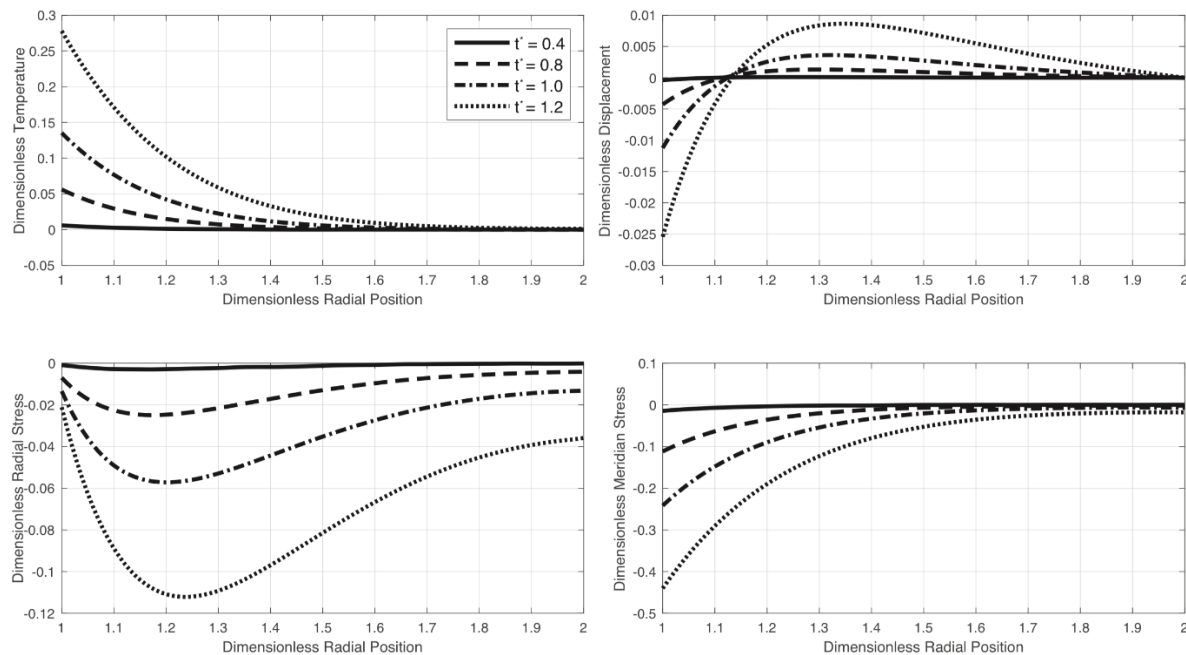 0.3
0.25
0.2
0.15
0.1
0.05
0
-0.05
Dimensionless Temperature
t* = 0.4
t* = 0.8
t* = 1.0
t* = 1.2
1 1.1 1.2 1.3 1.4 1.5 1.6 1.7 1.8 1.9 2
Dimensionless Radial Position
0.01
0.005
0
-0.005
-0.01
-0.015
-0.02
-0.025
-0.03
Dimensionless Displacement
1 1.1 1.2 1.3 1.4 1.5 1.6 1.7 1.8 1.9 2
Dimensionless Radial Position
0
-0.02
-0.04
-0.06
-0.08
-0.1
-0.12
Dimensionless Radial Stress
1 1.1 1.2 1.3 1.4 1.5 1.6 1.7 1.8 1.9 2
Dimensionless Radial Position
0.1
0
-0.1
-0.2
-0.3
-0.4
-0.5
Dimensionless Meridian Stress
1 1.1 1.2 1.3 1.4 1.5 1.6 1.7 1.8 1.9 2
Dimensionless Radial Position